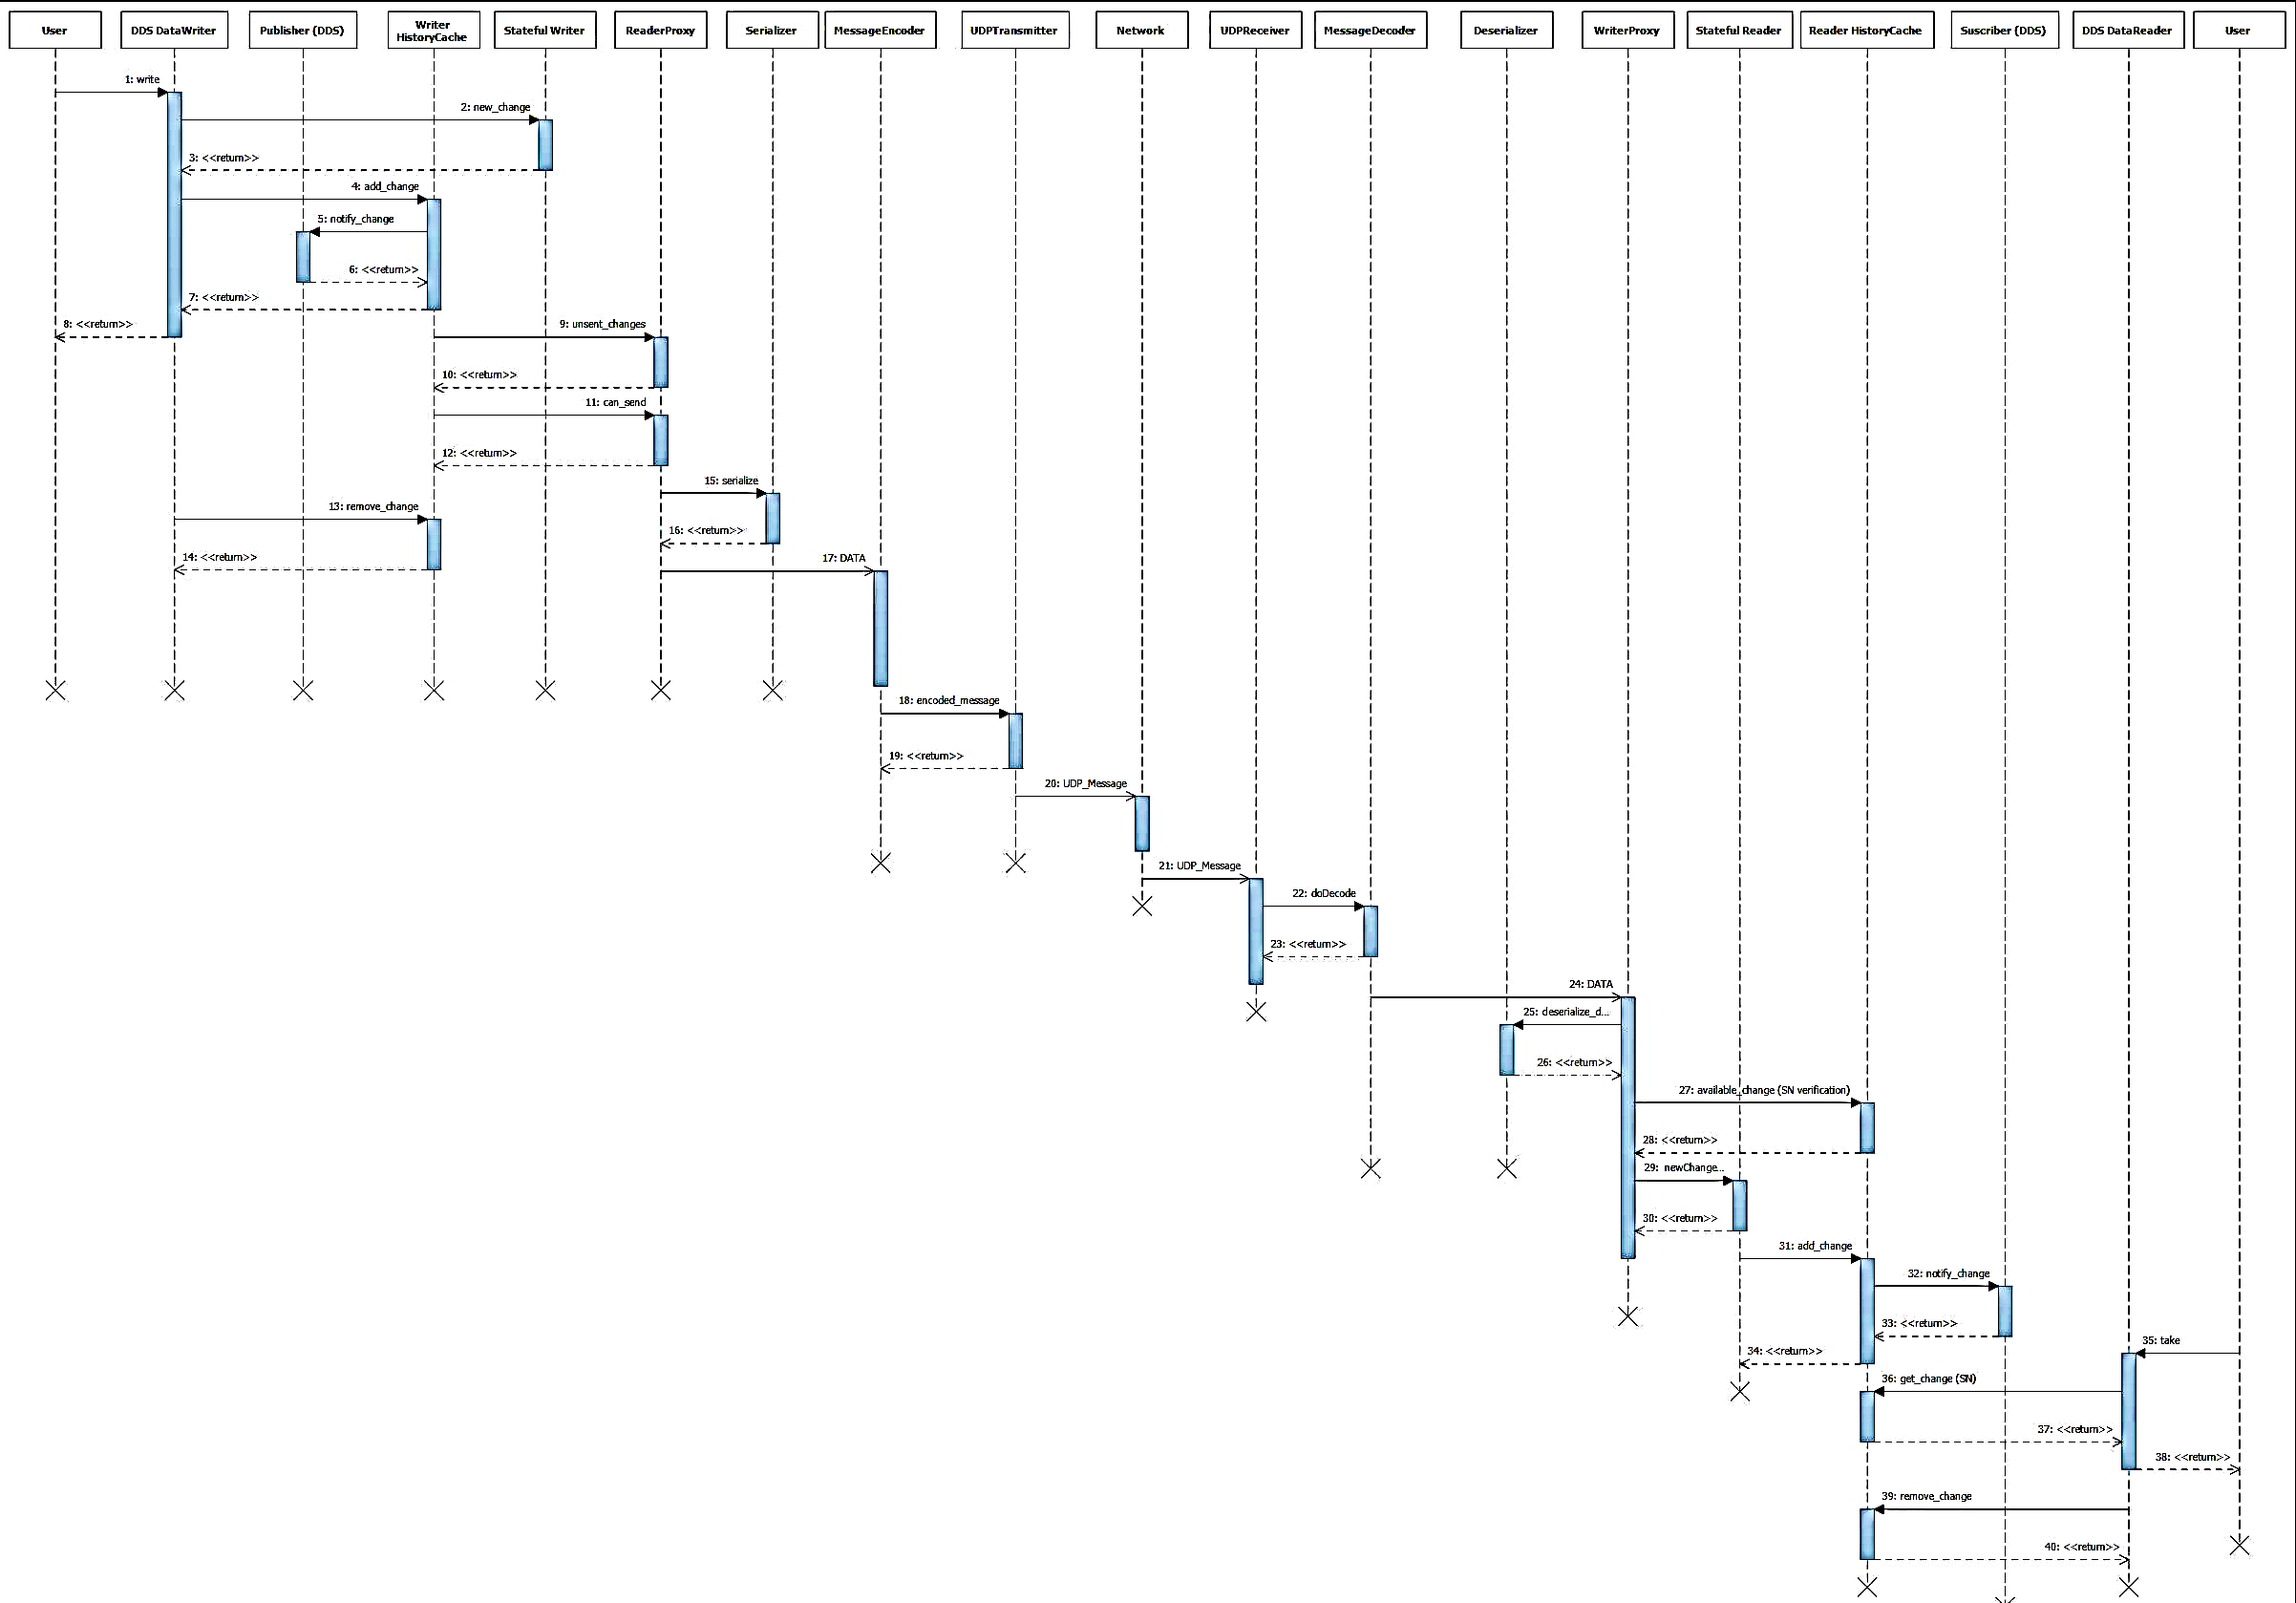 User
DDS DataWriter
Publisher (DDS)
Writer
HistoryCache
Stateful Writer
ReaderProxy
Serializer
MessageEncoder
UDPTransmitter
Network
UDPReceiver
MessageDecoder
Deserializer
WriterProxy
Stateful Reader
Reader HistoryCache
Suscriber (DDS)
DDS DataReader
User
1: write
2: new_change
3: <<return>>
4: add_change
5: notify_change
6: <<return>>
7: <<return>>
8: <<return>>
9: unsent_changes
10: <<return>>
11: can_send
12: <<return>>
15: serialize
13: remove_change
16: <<return>>
14: <<return>>
17: DATA
18: encoded_message
19: <<return>>
20: UDP_Message
21: UDP_Message
22: doDecode
23: <<return>>
24: DATA
25: deserialize_d...
26: <<return>>
27: available_change (SN verification)
28: <<return>>
29: newChange...
30: <<return>>
31: add_change
32: notify_change
33: <<return>>
35: take
34: <<return>>
36: get_change (SN)
37: <<return>>
38: <<return>>
39: remove_change
40: <<return>>